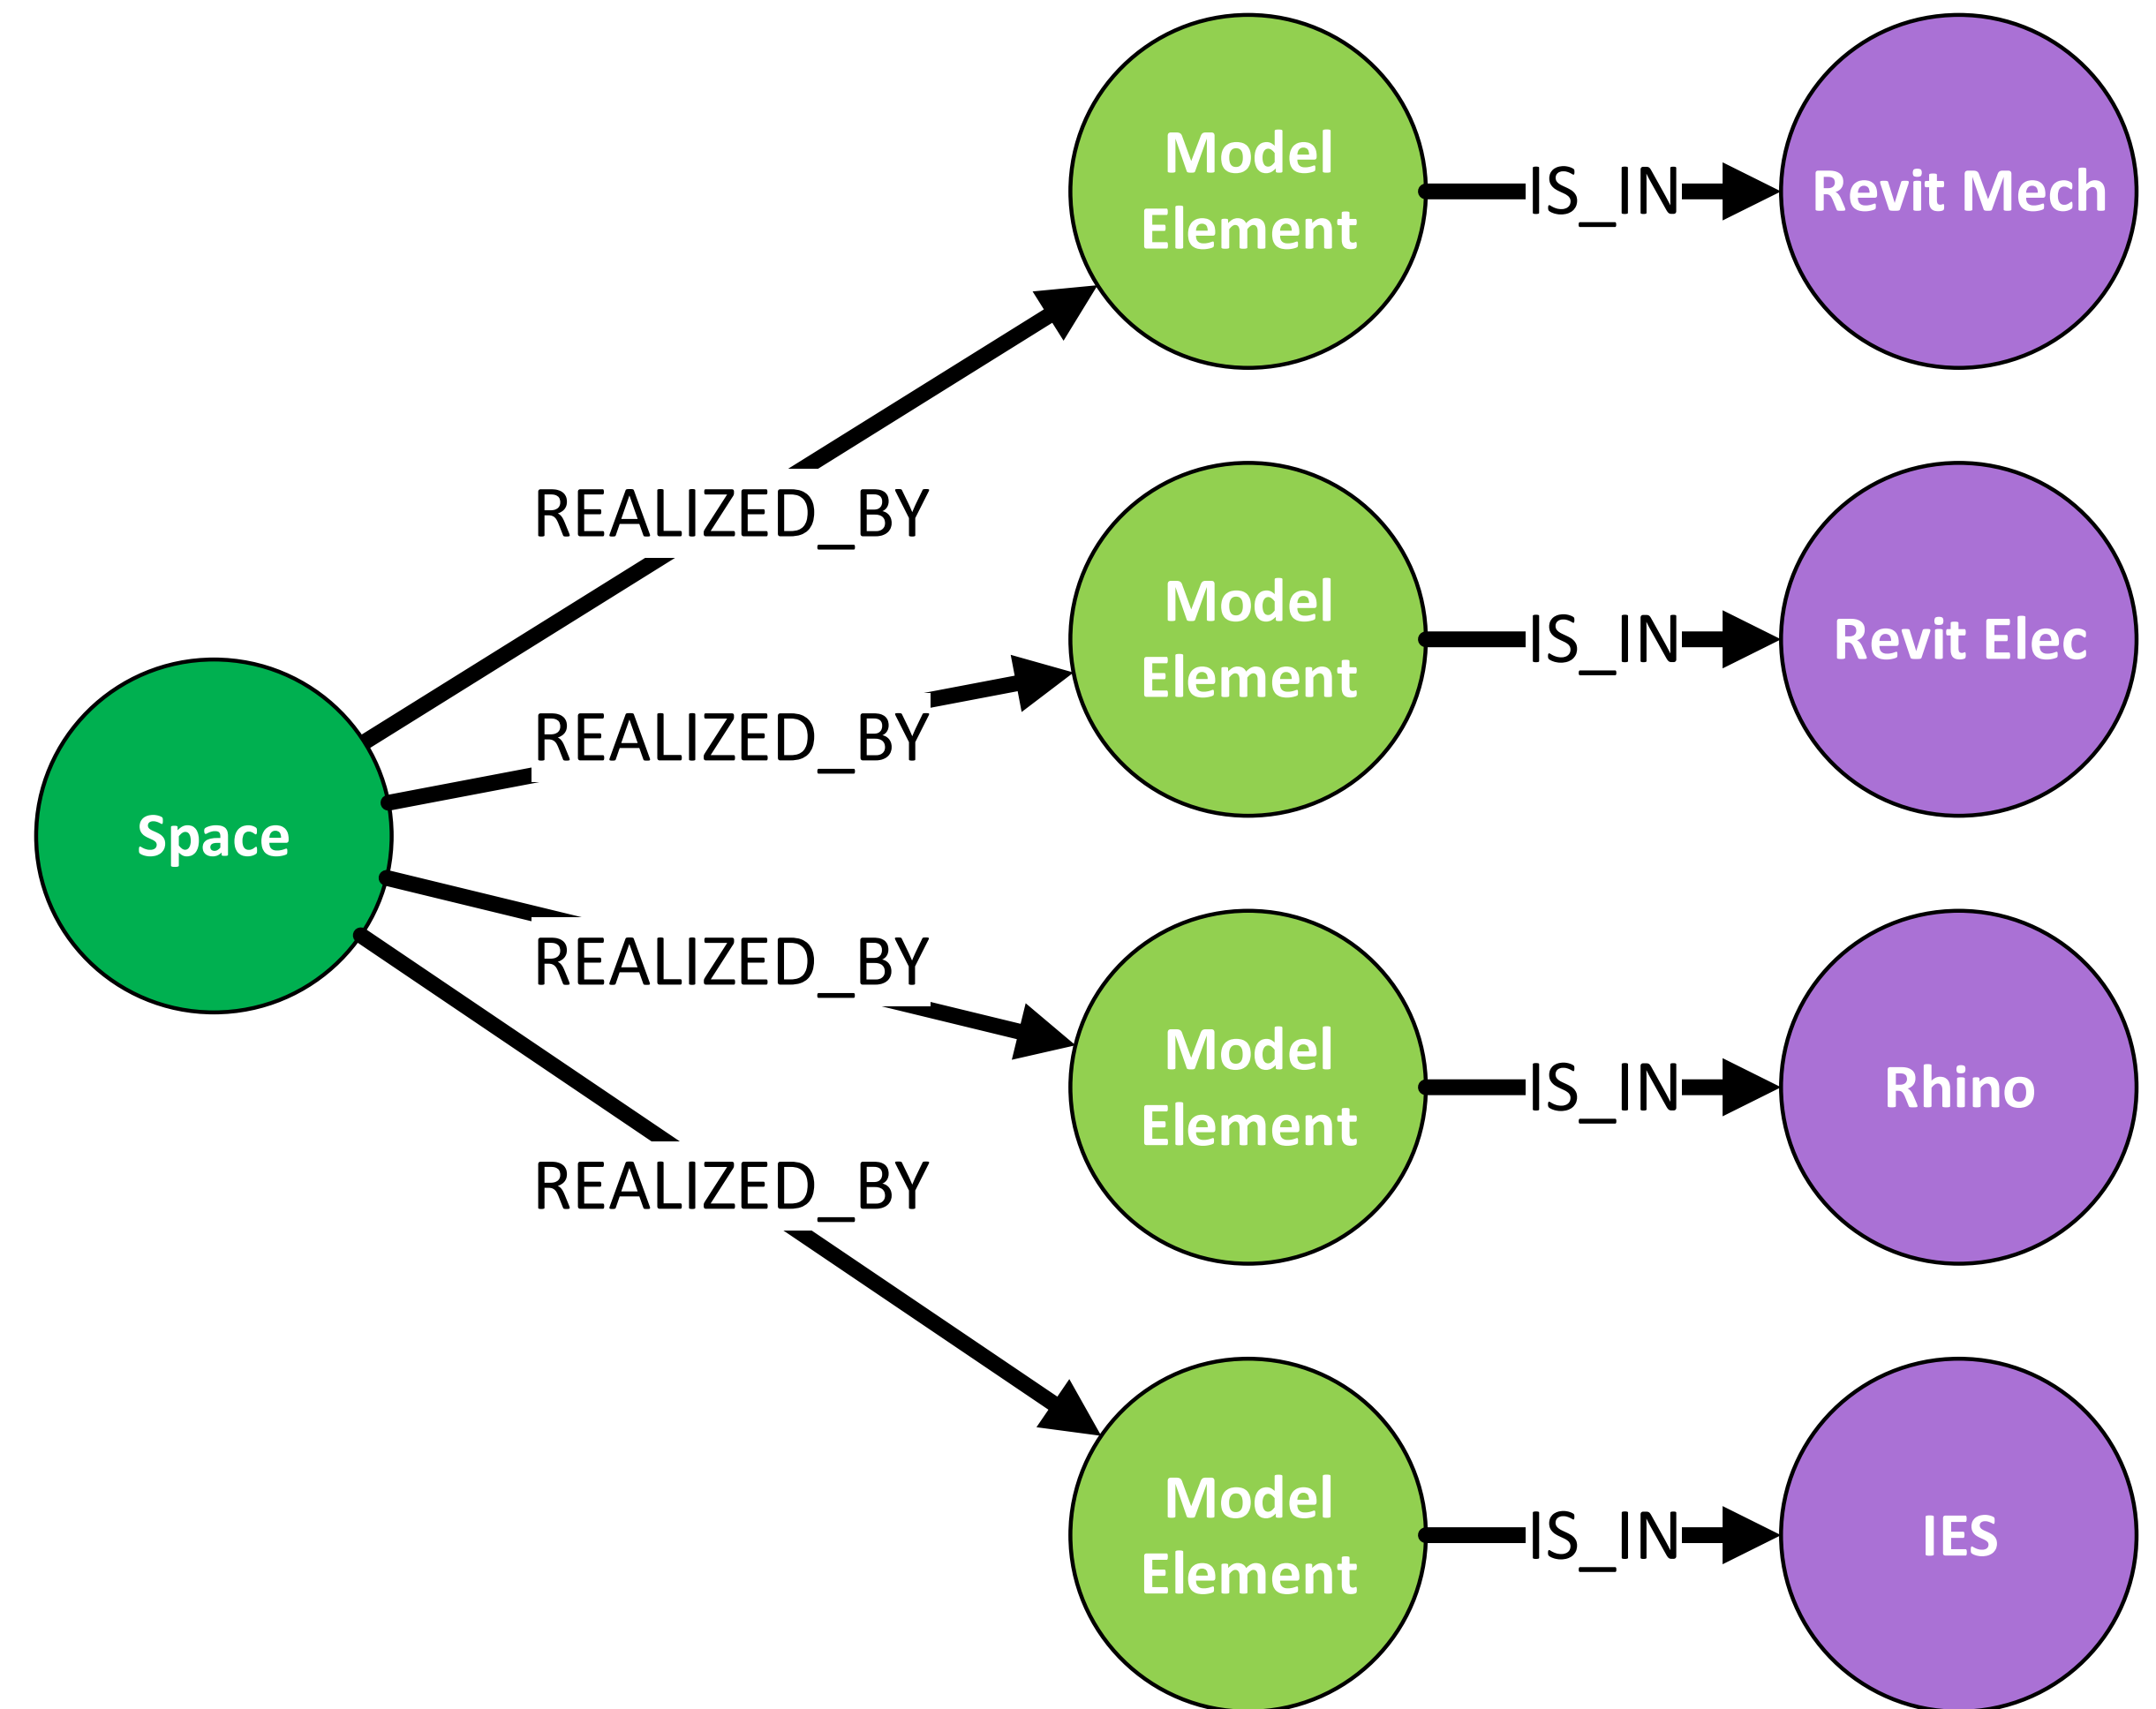 Model
Element
IS_IN
Revit Mech
REALIZED_BY
Model
Element
IS_IN
Revit Elec
REALIZED_BY
Space
REALIZED_BY
Model
Element
IS_IN
Rhino
REALIZED_BY
Model
Element
IS_IN
IES